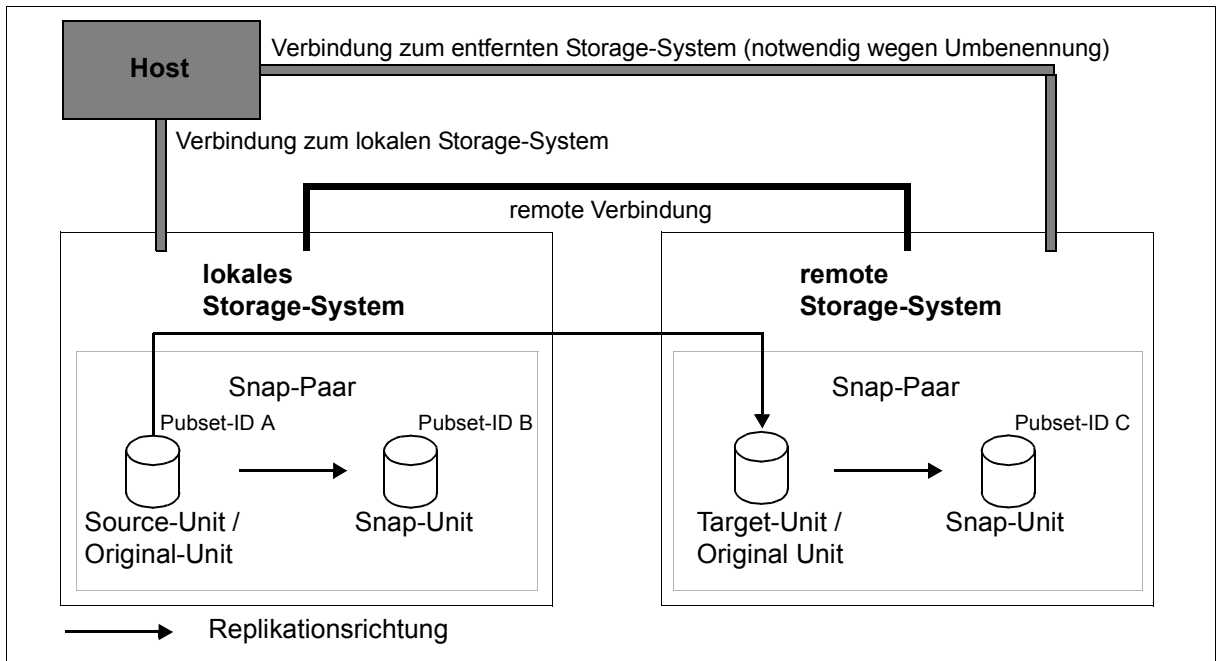 Host
Verbindung zum entfernten Storage-System (notwendig wegen Umbenennung)
Verbindung zum lokalen Storage-System
remote Verbindung
lokales
Storage-System
remote
Storage-System
Snap-Paar
Pubset-ID A
Pubset-ID B
Source-Unit /
Original-Unit
Snap-Unit
Snap-Paar
Pubset-ID C
Target-Unit /
Original Unit
Snap-Unit
Replikationsrichtung